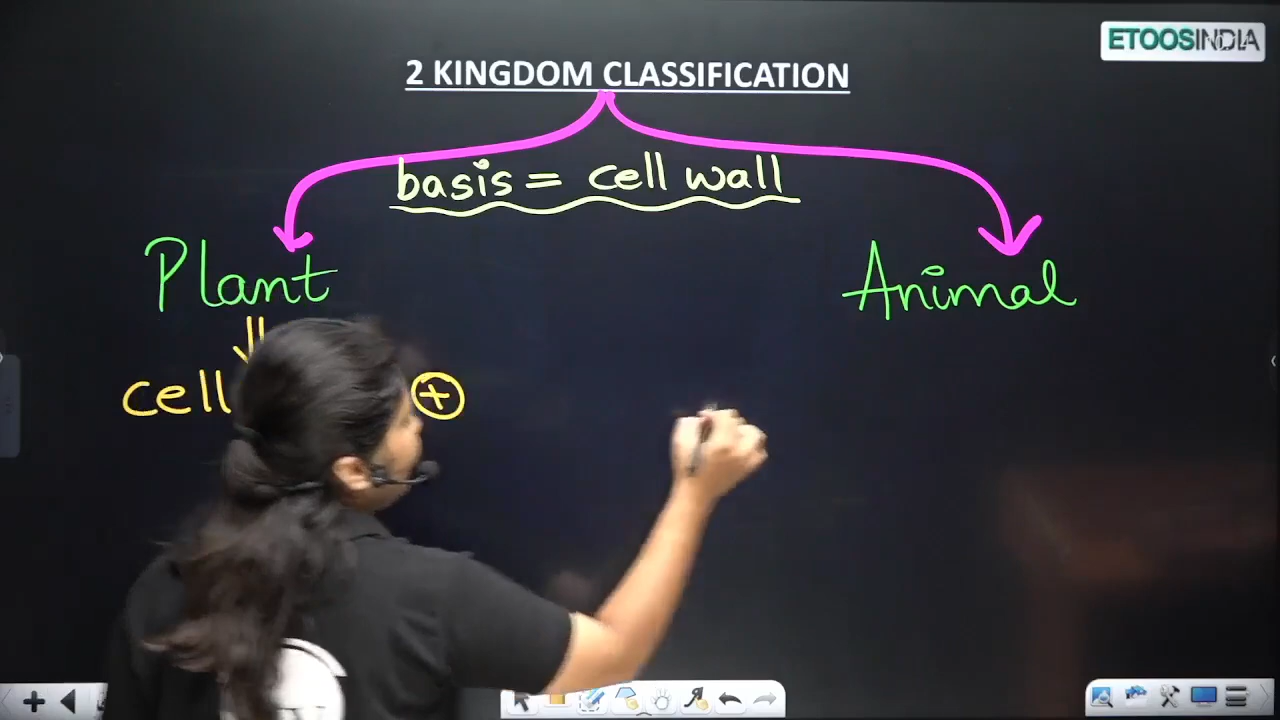 ETOOSINDIA
2 KINGDOM CLASSIFICATION
basis = cell wall
Plant
Animal
cell +